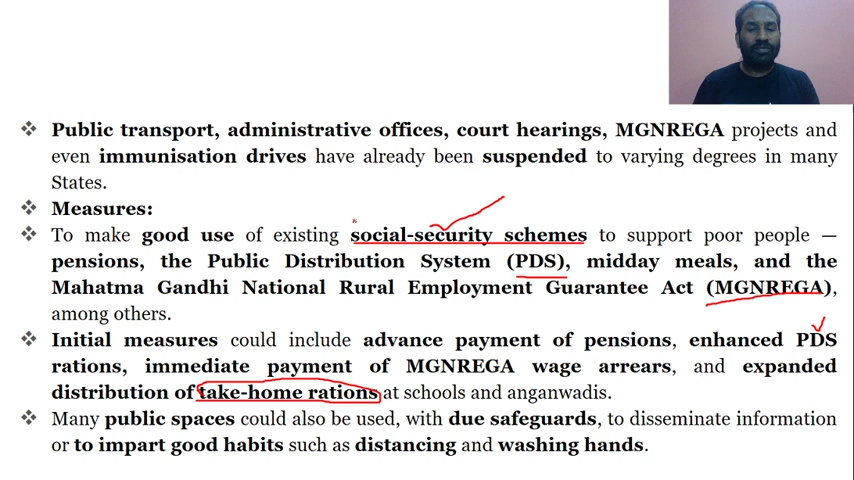 ❖ Public transport, administrative offices, court hearings, MGNREGA projects and
even immunisation drives have already been suspended to varying degrees in many
States.
❖ Measures:
❖ To make good use of existing social-security schemes to support poor people —
pensions, the Public Distribution System (PDS), midday meals, and the
Mahatma Gandhi National Rural Employment Guarantee Act (MGNREGA),
among others.
❖ Initial measures could include advance payment of pensions, enhanced PDS
rations, immediate payment of MGNREGA wage arrears, and expanded
distribution of take-home rations at schools and anganwadis.
❖ Many public spaces could also be used, with due safeguards, to disseminate information
or to impart good habits such as distancing and washing hands.